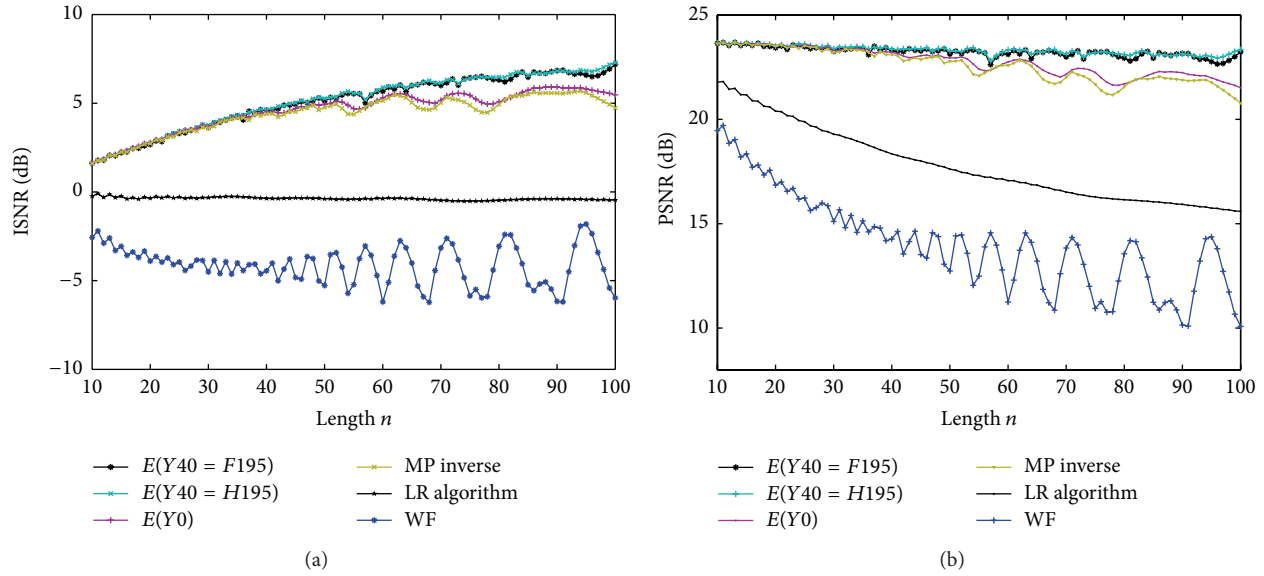 10
5
0
−5
−10
ISNR (dB)
10 20 30 40 50 60 70 80 90 100
Length n
E(Y40 = F195)
E(Y40 = H195)
E(Y0)
MP inverse
LR algorithm
WF
(a)
25
20
15
10
PSNR (dB)
10 20 30 40 50 60 70 80 90 100
Length n
E(Y40 = F195)
E(Y40 = H195)
E(Y0)
MP inverse
LR algorithm
WF
(b)